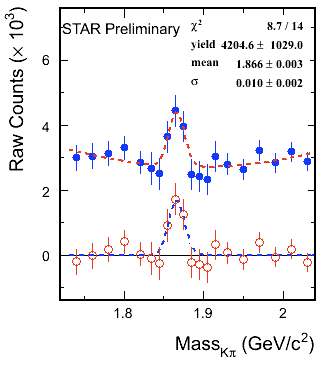 STAR Preliminary
χ² 8.7 / 14
yield 4204.6 ± 1029.0
mean 1.866 ± 0.003
σ 0.010 ± 0.002
Raw Counts (× 10³)
6
4
2
0
1.8 1.9 2
Mass_Kπ (GeV/c²)